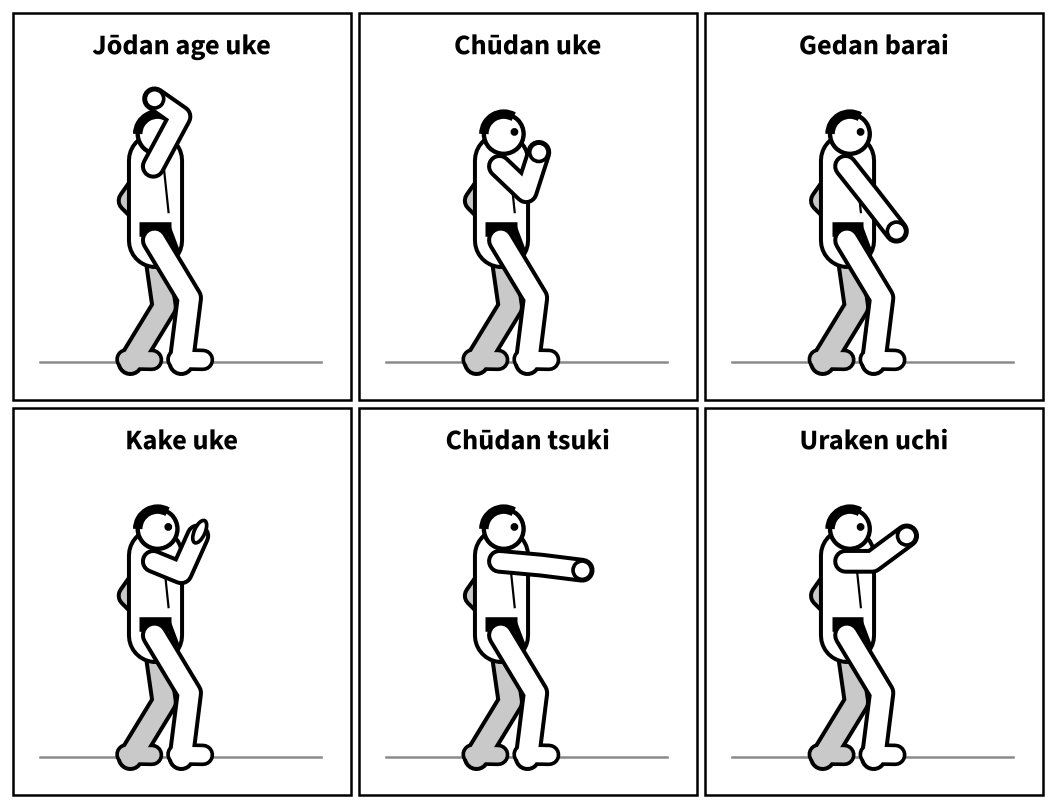 Jōdan age uke
Chūdan uke
Gedan barai
Kake uke
Chūdan tsuki
Uraken uchi